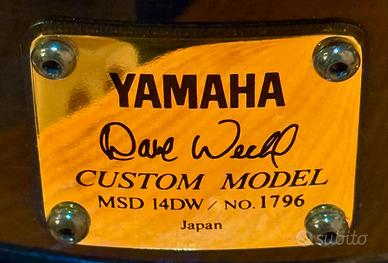 YAMAHA
Dave Weckl
CUSTOM MODEL
MSD 14DW / NO. 1796
Japan
subito